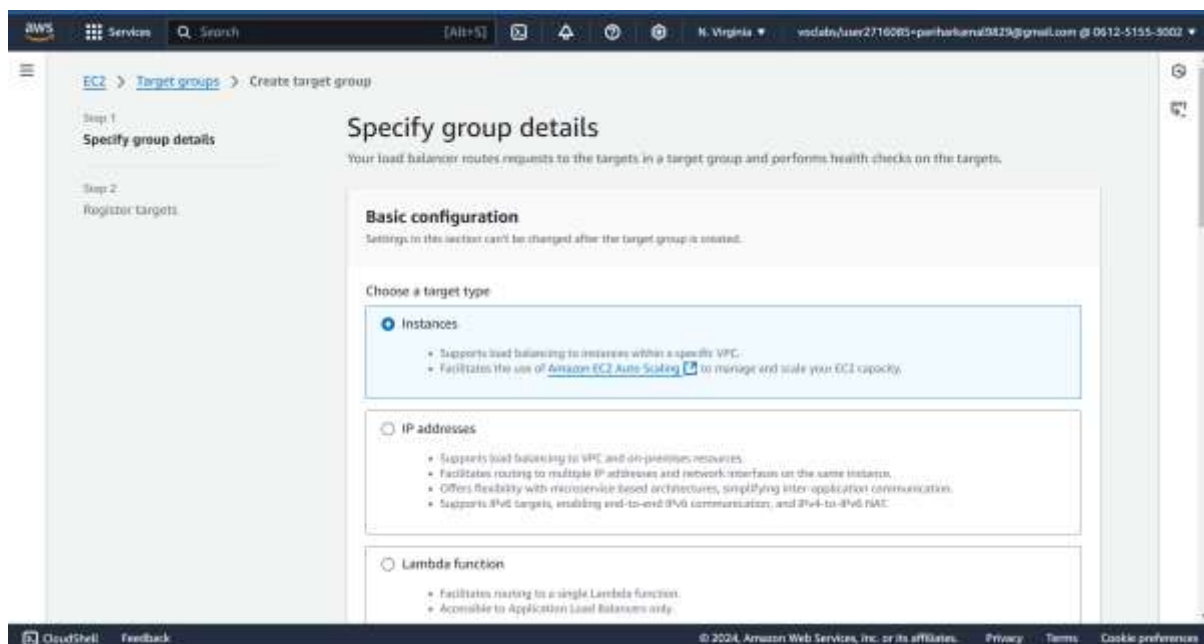 aws Services Search [Alt+S] N. Virginia ▼ voclabs/user2716085=pariharkamal9829@gmail.com @ 0612-5155-3002 ▼
EC2 > Target groups > Create target group
Step 1
Specify group details
Step 2
Register targets
Specify group details
Your load balancer routes requests to the targets in a target group and performs health checks on the targets.
Basic configuration
Settings in this section can't be changed after the target group is created.
Choose a target type
Instances
• Supports load balancing to instances within a specific VPC.
• Facilitates the use of Amazon EC2 Auto Scaling to manage and scale your EC2 capacity.
IP addresses
• Supports load balancing to VPC and on-premises resources.
• Facilitates routing to multiple IP addresses and network interfaces on the same instance.
• Offers flexibility with microservice based architectures, simplifying inter-application communication.
• Supports IPv6 targets, enabling end-to-end IPv6 communication, and IPv4-to-IPv6 NAT.
Lambda function
• Facilitates routing to a single Lambda function.
• Accessible to Application Load Balancers only.
CloudShell Feedback © 2024, Amazon Web Services, Inc. or its affiliates. Privacy Terms Cookie preferences